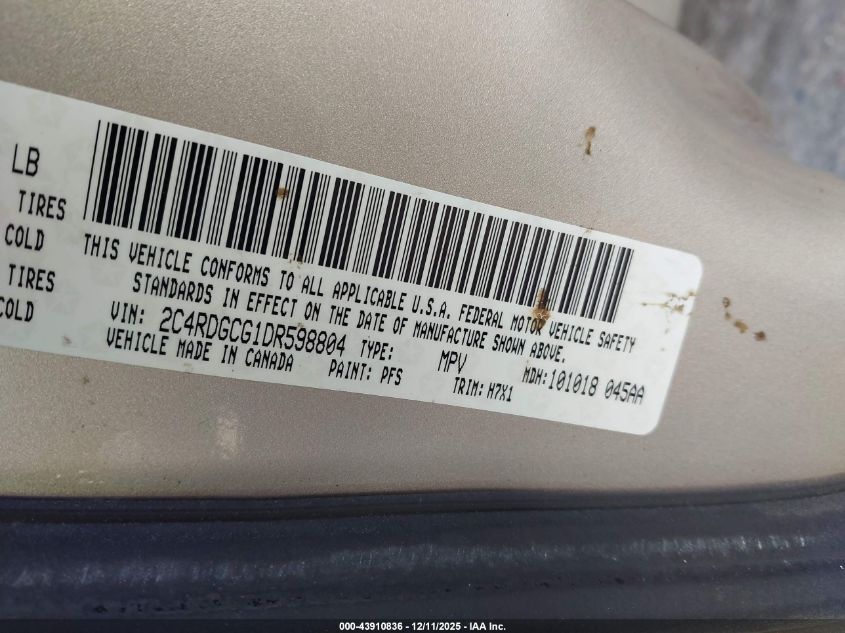 LB
TIRES
COLD
TIRES
COLD
THIS VEHICLE CONFORMS TO ALL APPLICABLE U.S.A. FEDERAL MOTOR VEHICLE SAFETY
STANDARDS IN EFFECT ON THE DATE OF MANUFACTURE SHOWN ABOVE.
VIN: 2C4RDGCG1DR598804 TYPE: MPV MDH:101018 045AA
VEHICLE MADE IN CANADA PAINT: PFS TRIM: H7X1
000-43910836 - 12/11/2025 - IAA Inc.